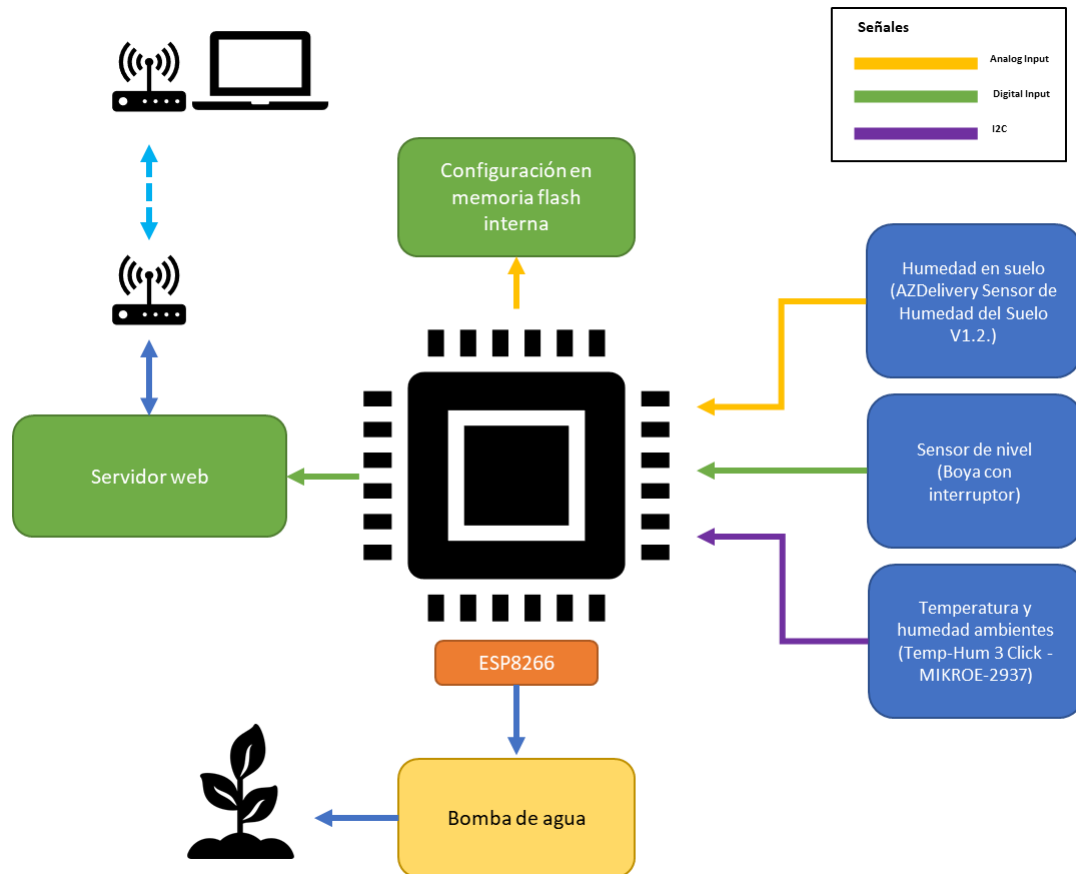 Señales
Analog Input
Digital Input
I2C
Configuración en
memoria flash
interna
Humedad en suelo
(AZDelivery Sensor de
Humedad del Suelo
V1.2.)
Servidor web
Sensor de nivel
(Boya con
interruptor)
Temperatura y
humedad ambientes
(Temp-Hum 3 Click -
MIKROE-2937)
ESP8266
Bomba de agua